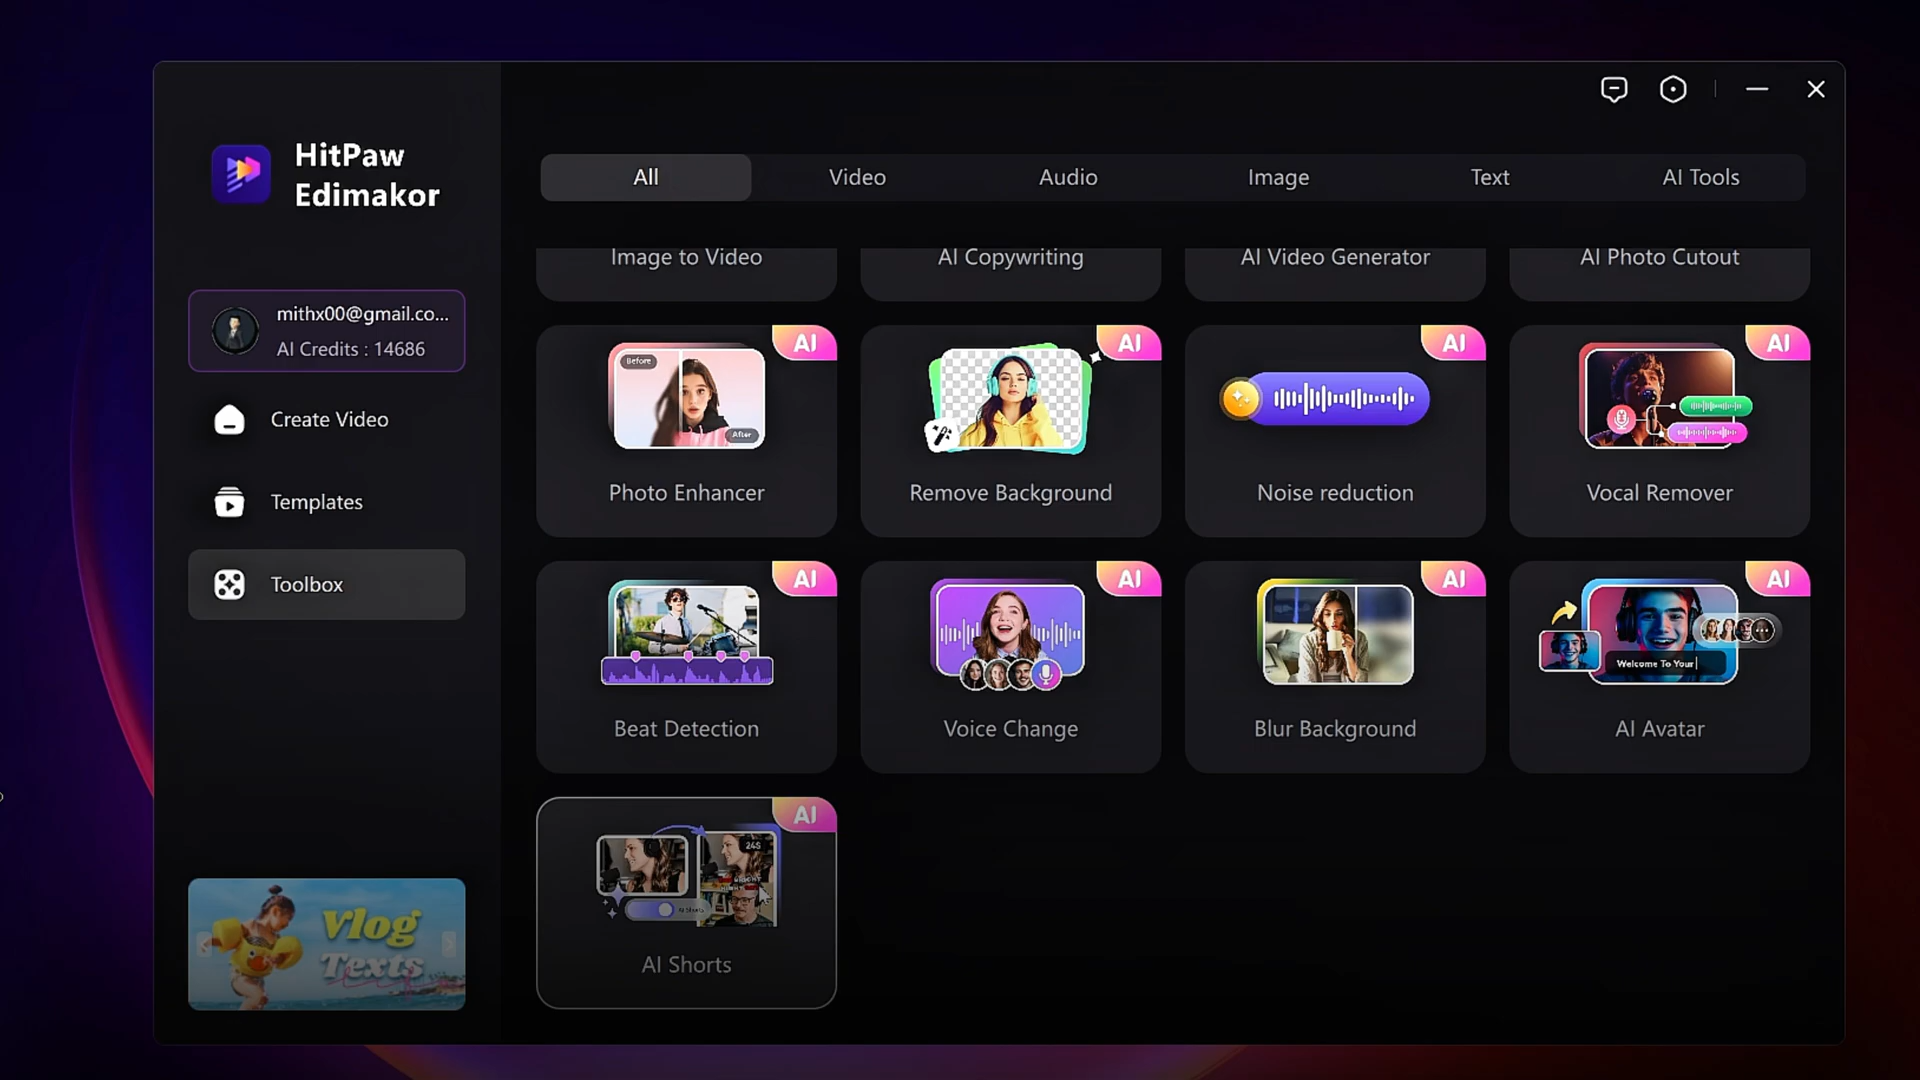 HitPaw
Edimakor
mithx00@gmail.co...
AI Credits : 14686
Create Video
Templates
Toolbox
Vlog
Texts
All
Video
Audio
Image
Text
AI Tools
Image to Video
AI Copywriting
AI Video Generator
AI Photo Cutout
Before
After
AI
Photo Enhancer
AI
Remove Background
AI
Noise reduction
AI
Vocal Remover
AI
Beat Detection
AI
Voice Change
AI
Blur Background
AI
Welcome To Your
AI Avatar
AI
24S
AI Shorts
AI Shorts